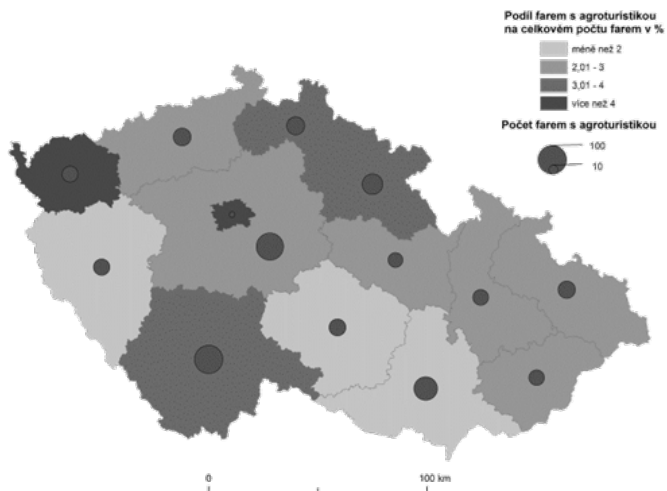 Podíl farem s agroturistikou
na celkovém počtu farem v %
méně než 2
2,01 - 3
3,01 - 4
více než 4
Počet farem s agroturistikou
100
10
0
100 km